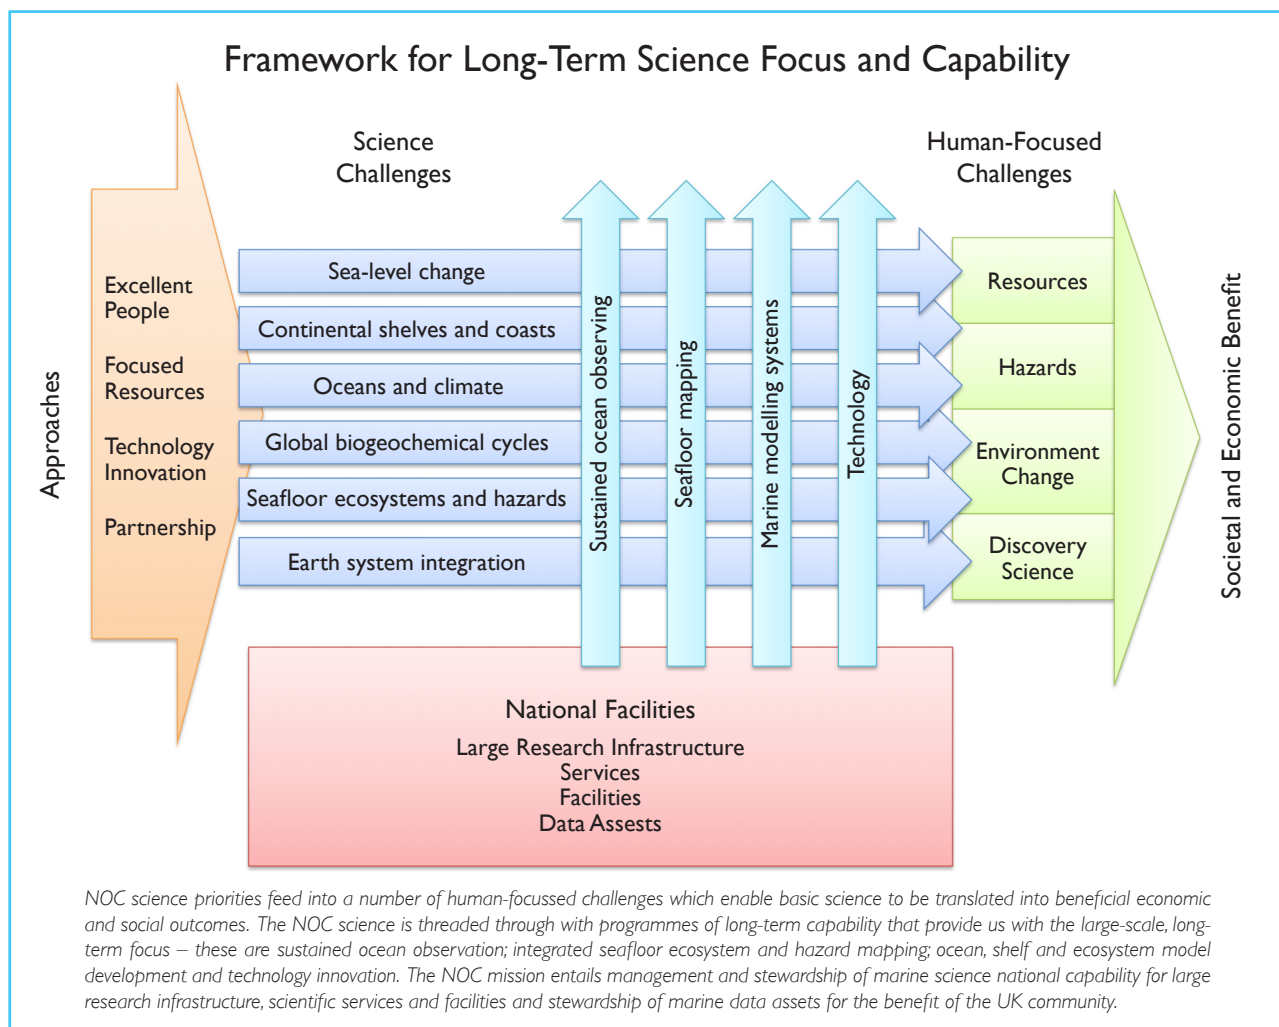 Framework for Long-Term Science Focus and Capability
Science
Challenges
Human-Focused
Challenges
Approaches
Excellent
People
Focused
Resources
Technology
Innovation
Partnership
Sea-level change
Continental shelves and coasts
Oceans and climate
Global biogeochemical cycles
Seafloor ecosystems and hazards
Earth system integration
Sustained ocean observing
Seafloor mapping
Marine modelling systems
Technology
Resources
Hazards
Environment
Change
Discovery
Science
Societal and Economic Benefit
National Facilities
Large Research Infrastructure
Services
Facilities
Data Assests
NOC science priorities feed into a number of human-focussed challenges which enable basic science to be translated into beneficial economic
and social outcomes. The NOC science is threaded through with programmes of long-term capability that provide us with the large-scale, long-
term focus – these are sustained ocean observation; integrated seafloor ecosystem and hazard mapping; ocean, shelf and ecosystem model
development and technology innovation. The NOC mission entails management and stewardship of marine science national capability for large
research infrastructure, scientific services and facilities and stewardship of marine data assets for the benefit of the UK community.